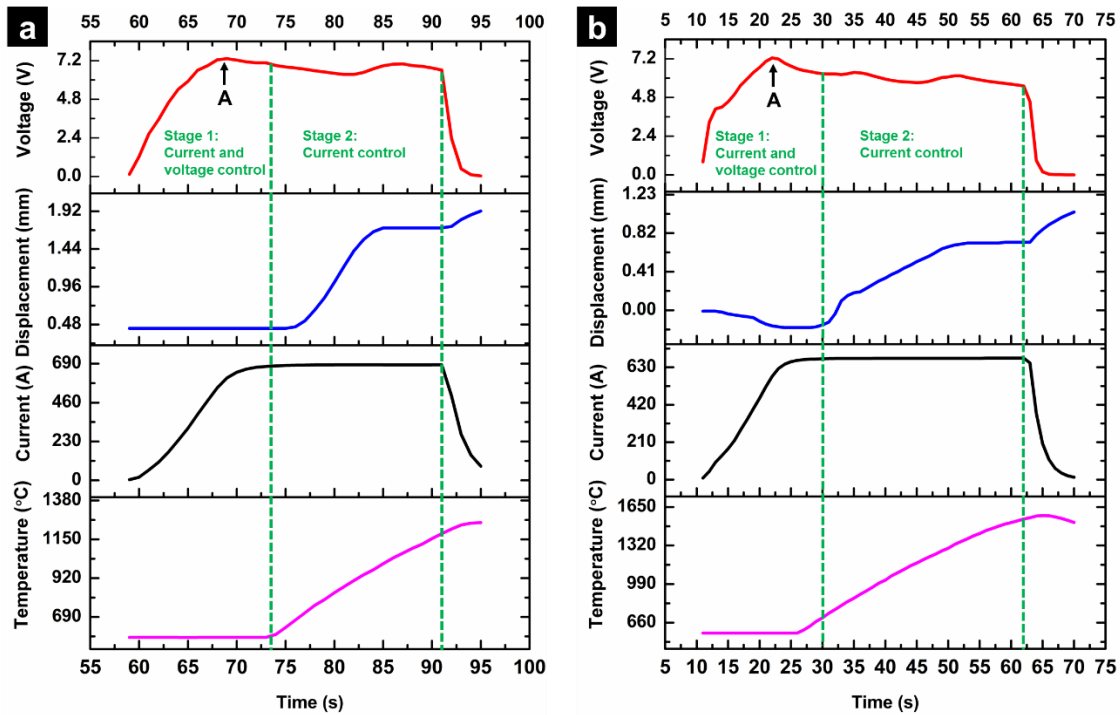 a
55 60 65 70 75 80 85 90 95 100
Voltage (V)
7.2
4.8
2.4
0.0
A
Stage 1:
Current and
voltage control
Stage 2:
Current control
Displacement (mm)
1.92
1.44
0.96
0.48
Current (A)
690
460
230
0
Temperature (°C)
1380
1150
920
690
55 60 65 70 75 80 85 90 95 100
Time (s)
b
5 10 15 20 25 30 35 40 45 50 55 60 65 70 75
Voltage (V)
7.2
4.8
2.4
0.0
A
Stage 1:
Current and
voltage control
Stage 2:
Current control
Displacement (mm)
1.23
0.82
0.41
0.00
Current (A)
630
420
210
0
Temperature (°C)
1650
1320
990
660
5 10 15 20 25 30 35 40 45 50 55 60 65 70 75
Time (s)